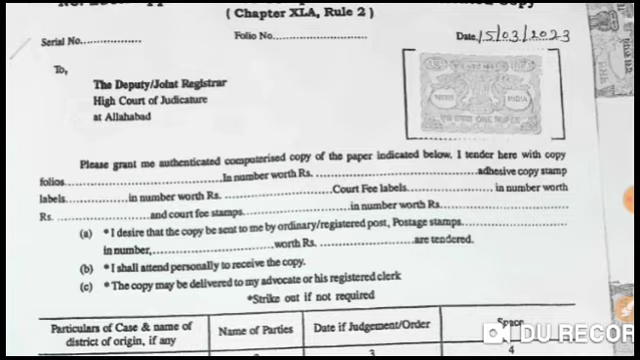 ( Chapter XLA, Rule 2 )
Serial No.................. Folio No............................. Date 15/03/2023
To,
The Deputy/Joint Registrar
High Court of Judicature
at Allahabad
INDIA
Please grant me authenticated computerised copy of the paper indicated below. I tender here with copy
folios.............................................In number worth Rs. ..............................................adhesive copy stamp
labels...................in number worth Rs. ...........................Court Fee labels.........................in number worth
Rs. ....................and court fee stamps...........................in number worth Rs..............................
(a) *I desire that the copy be sent to me by ordinary/registered post, Postage stamps...........................
in number,.............................worth Rs. ...........................are tendered.
(b) *I shall attend personally to receive the copy.
(c) *The copy may be delivered to my advocate or his registered clerk
*Strike out if not required
Particulars of Case & name of district of origin, if any Name of Parties Date if Judgement/Order Space
3 4
DU RECOR